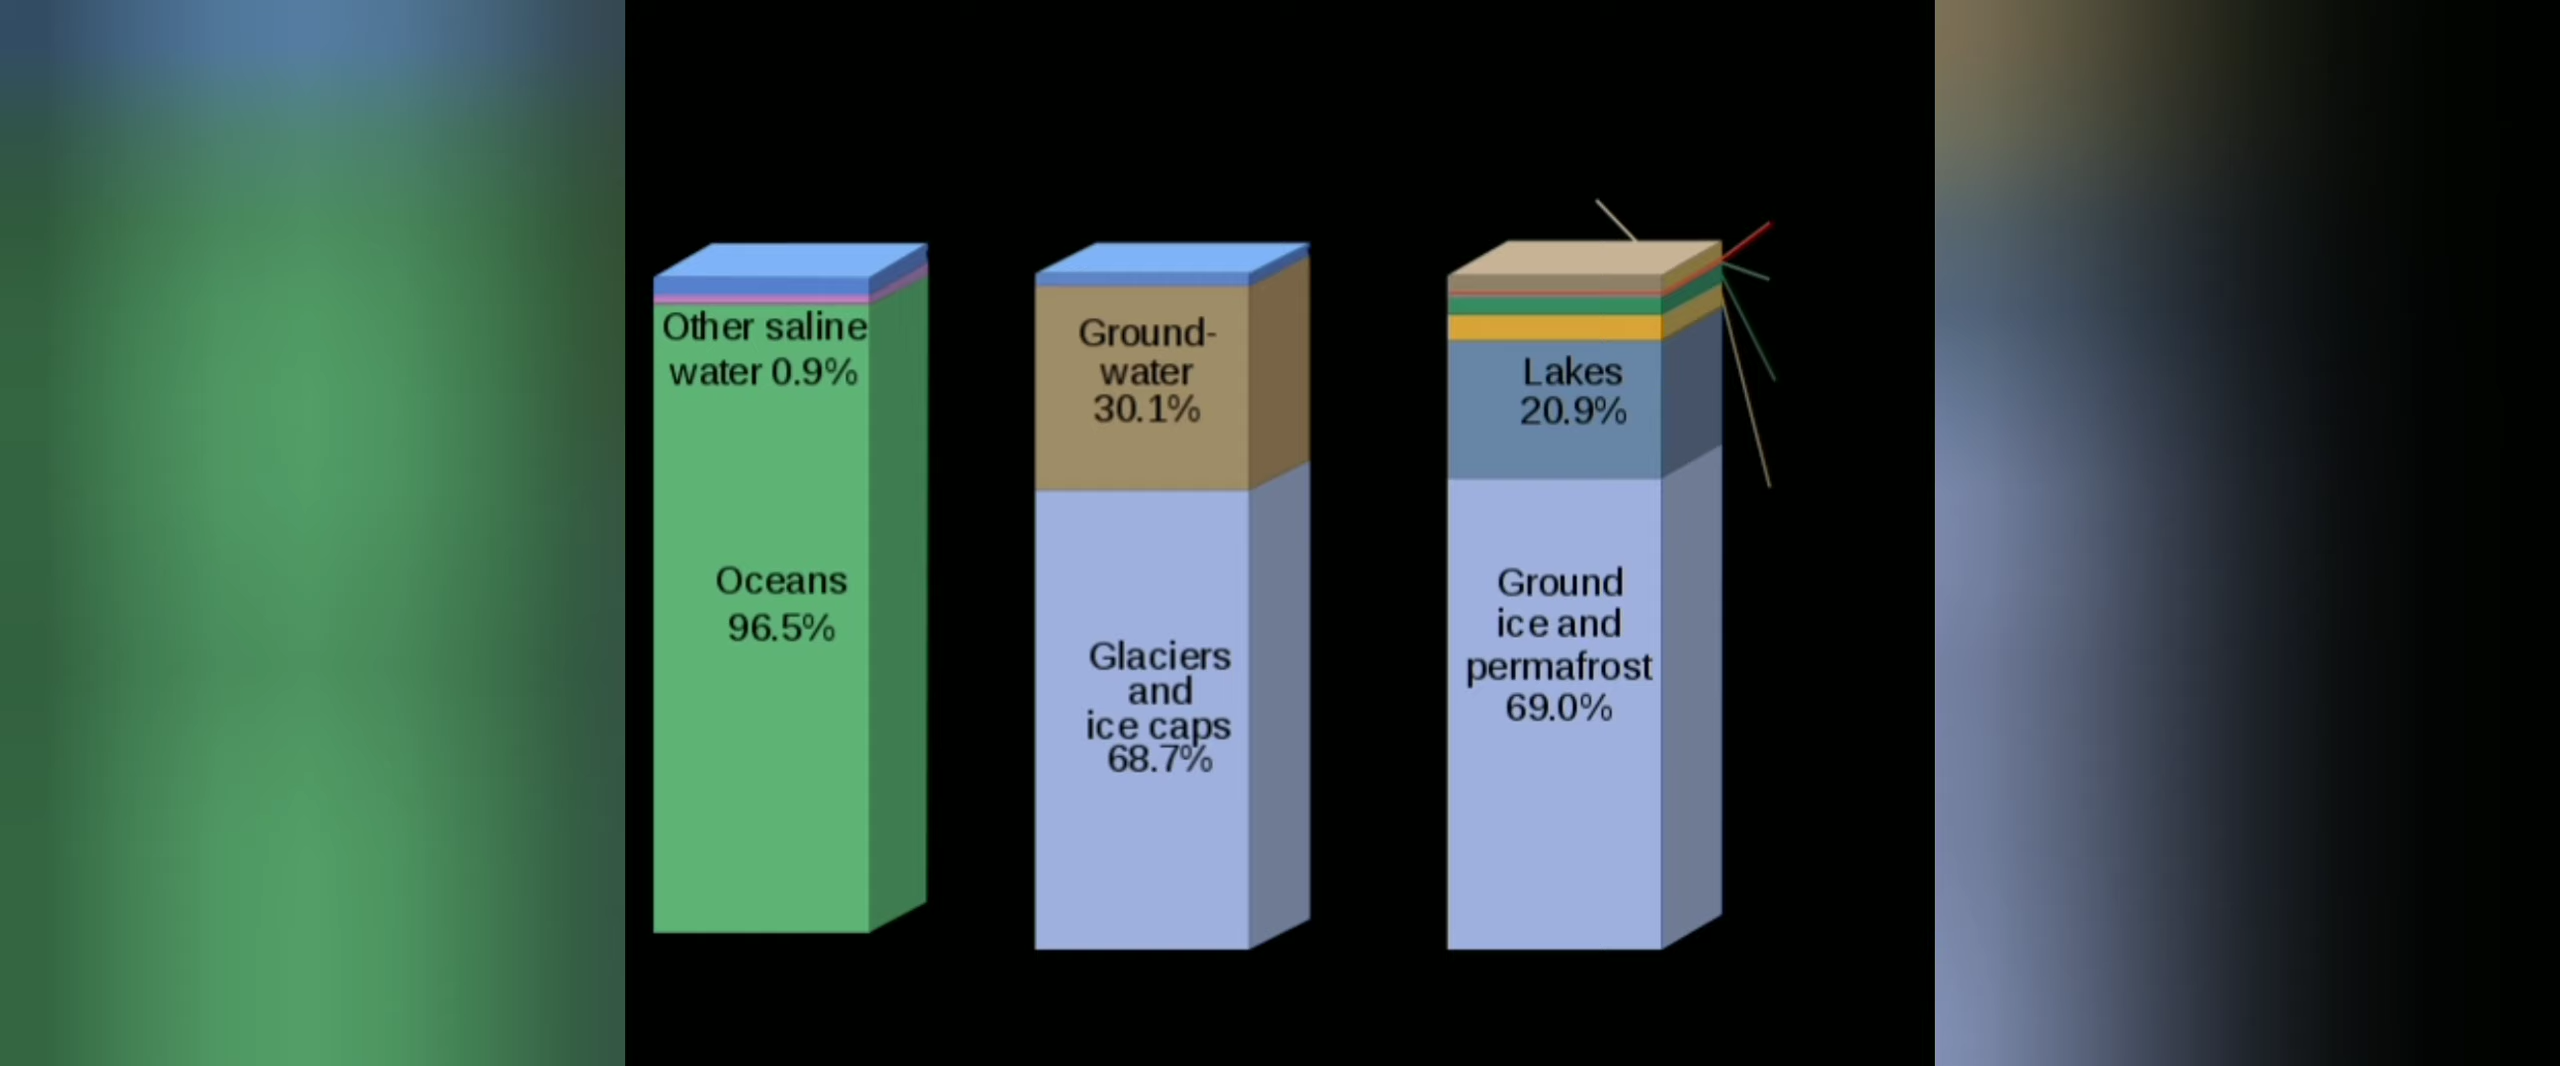 Other saline
water 0.9%
Oceans
96.5%
Ground-
water
30.1%
Glaciers
and
ice caps
68.7%
Lakes
20.9%
Ground
ice and
permafrost
69.0%